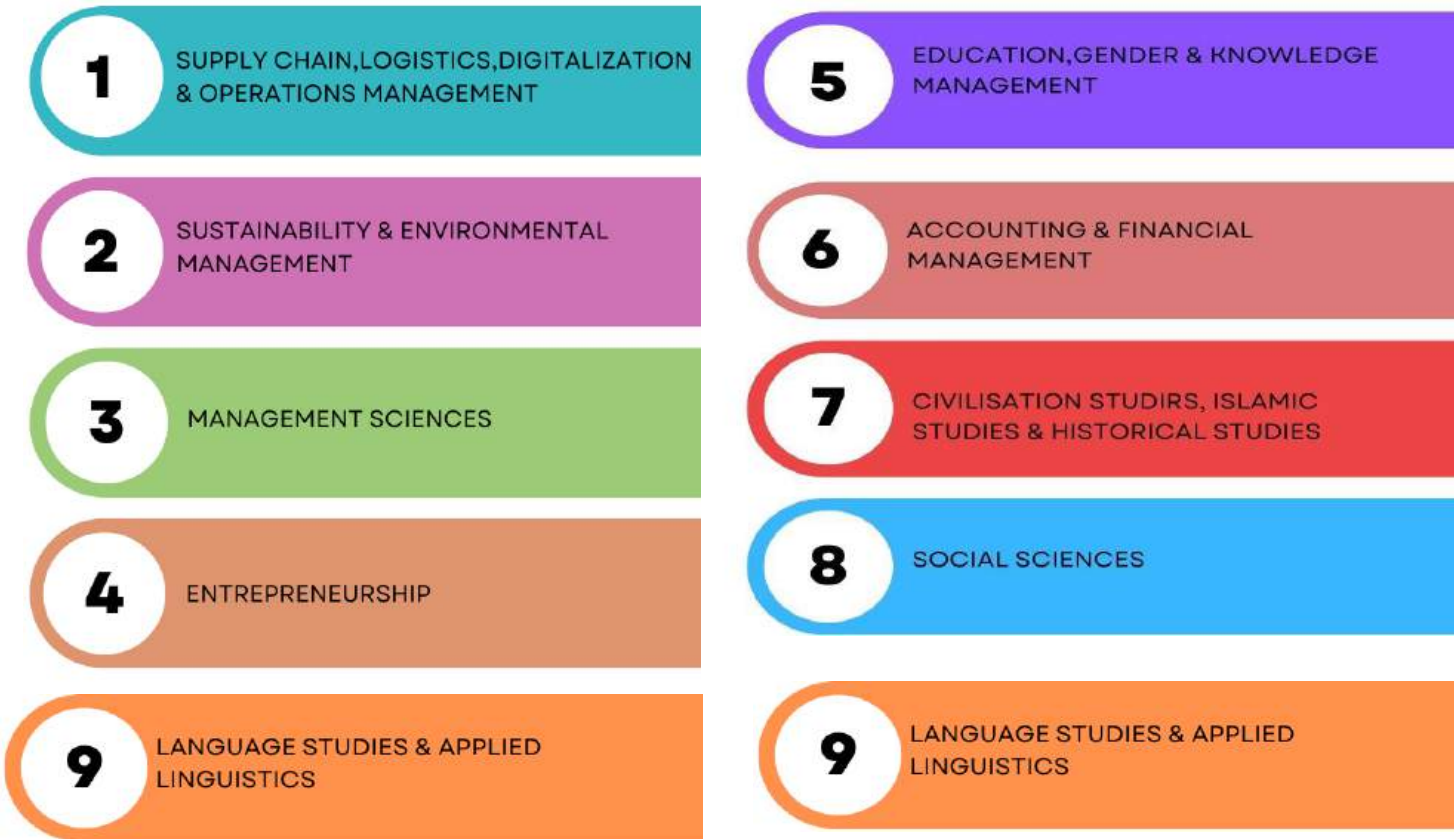 1
SUPPLY CHAIN,LOGISTICS,DIGITALIZATION
& OPERATIONS MANAGEMENT
2
SUSTAINABILITY & ENVIRONMENTAL
MANAGEMENT
3
MANAGEMENT SCIENCES
4
ENTREPRENEURSHIP
9
LANGUAGE STUDIES & APPLIED
LINGUISTICS
5
EDUCATION,GENDER & KNOWLEDGE
MANAGEMENT
6
ACCOUNTING & FINANCIAL
MANAGEMENT
7
CIVILISATION STUDIRS, ISLAMIC
STUDIES & HISTORICAL STUDIES
8
SOCIAL SCIENCES
9
LANGUAGE STUDIES & APPLIED
LINGUISTICS